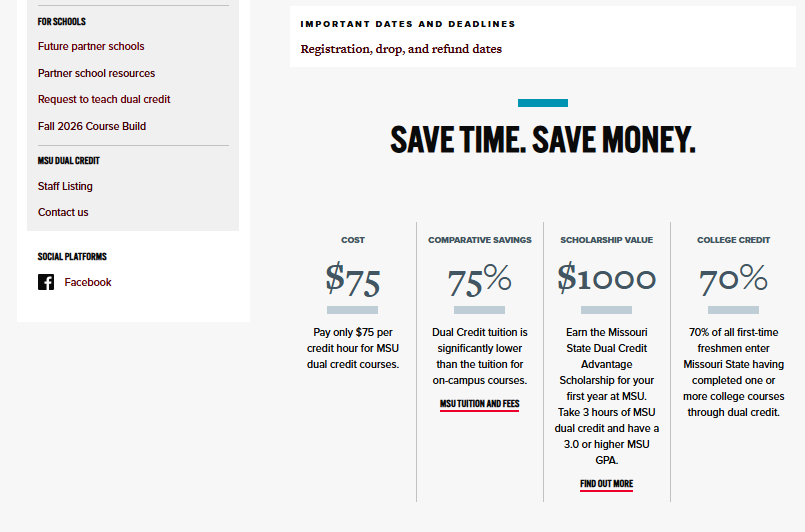 FOR SCHOOLS
Future partner schools
Partner school resources
Request to teach dual credit
Fall 2026 Course Build
MSU DUAL CREDIT
Staff Listing
Contact us
SOCIAL PLATFORMS
Facebook
IMPORTANT DATES AND DEADLINES
Registration, drop, and refund dates
SAVE TIME. SAVE MONEY.
COST
$75
Pay only $75 per
credit hour for MSU
dual credit courses.
COMPARATIVE SAVINGS
75%
Dual Credit tuition is
significantly lower
than the tuition for
on-campus courses.
MSU TUITION AND FEES
SCHOLARSHIP VALUE
$1000
Earn the Missouri
State Dual Credit
Advantage
Scholarship for your
first year at MSU.
Take 3 hours of MSU
dual credit and have a
3.0 or higher MSU
GPA.
FIND OUT MORE
COLLEGE CREDIT
70%
70% of all first-time
freshmen enter
Missouri State having
completed one or
more college courses
through dual credit.